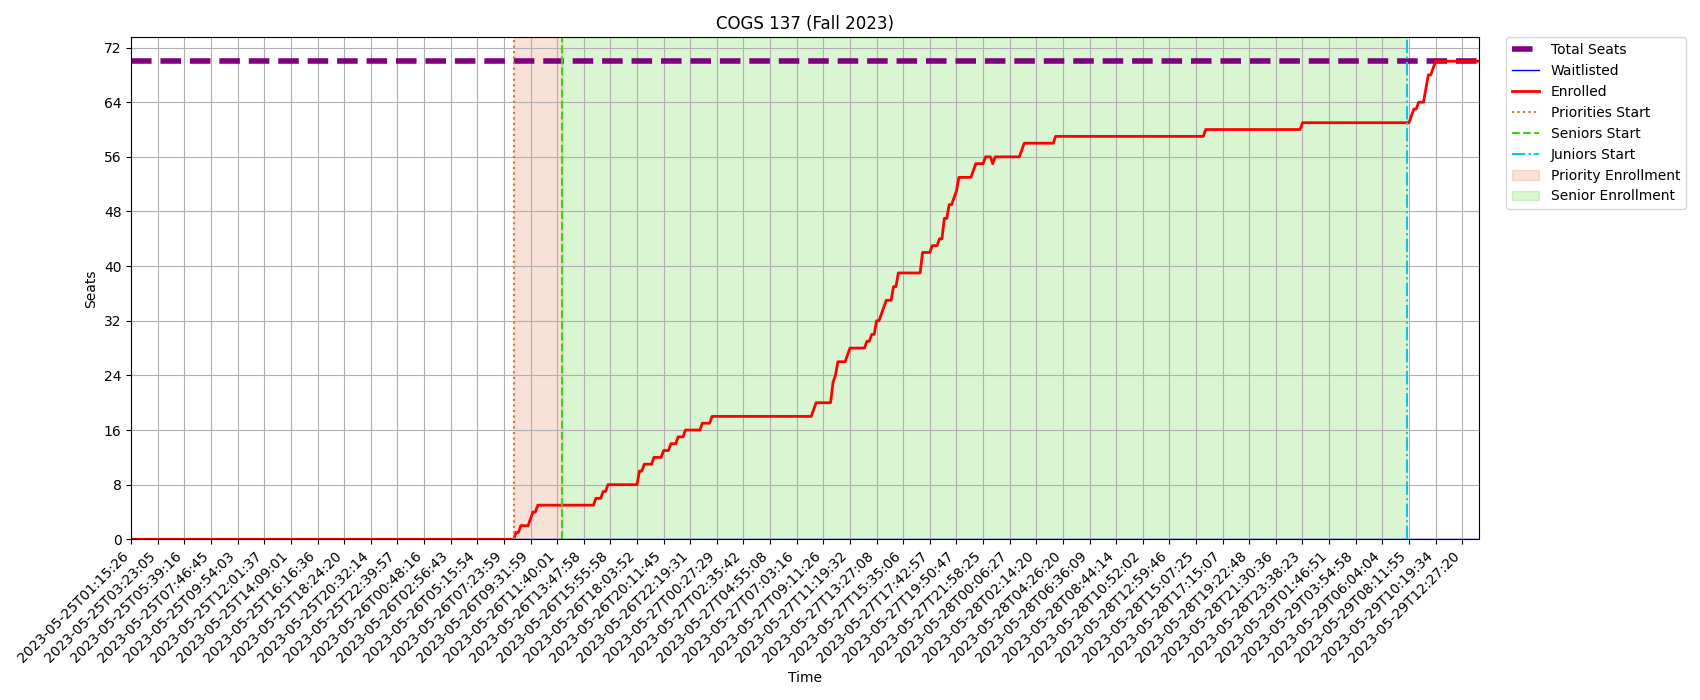 COGS 137 (Fall 2023)
72
64
56
48
40
32
24
16
8
0
Seats
2023-05-25T01:15:26
2023-05-25T03:23:05
2023-05-25T05:39:16
2023-05-25T07:46:45
2023-05-25T09:54:03
2023-05-25T12:01:37
2023-05-25T14:09:01
2023-05-25T16:16:36
2023-05-25T18:24:20
2023-05-25T20:32:14
2023-05-25T22:39:57
2023-05-26T00:48:16
2023-05-26T02:56:43
2023-05-26T05:15:54
2023-05-26T07:23:59
2023-05-26T09:31:59
2023-05-26T11:40:01
2023-05-26T13:47:58
2023-05-26T15:55:58
2023-05-26T18:03:52
2023-05-26T20:11:45
2023-05-26T22:19:31
2023-05-27T00:27:29
2023-05-27T02:35:42
2023-05-27T04:55:08
2023-05-27T07:03:16
2023-05-27T09:11:26
2023-05-27T11:19:32
2023-05-27T13:27:08
2023-05-27T15:35:06
2023-05-27T17:42:57
2023-05-27T19:50:47
2023-05-27T21:58:25
2023-05-28T00:06:27
2023-05-28T02:14:20
2023-05-28T04:26:20
2023-05-28T06:36:09
2023-05-28T08:44:14
2023-05-28T10:52:02
2023-05-28T12:59:46
2023-05-28T15:07:25
2023-05-28T17:15:07
2023-05-28T19:22:48
2023-05-28T21:30:36
2023-05-28T23:38:23
2023-05-29T01:46:51
2023-05-29T03:54:58
2023-05-29T06:04:04
2023-05-29T08:11:55
2023-05-29T10:19:34
2023-05-29T12:27:20
Time
Total Seats
Waitlisted
Enrolled
Priorities Start
Seniors Start
Juniors Start
Priority Enrollment
Senior Enrollment